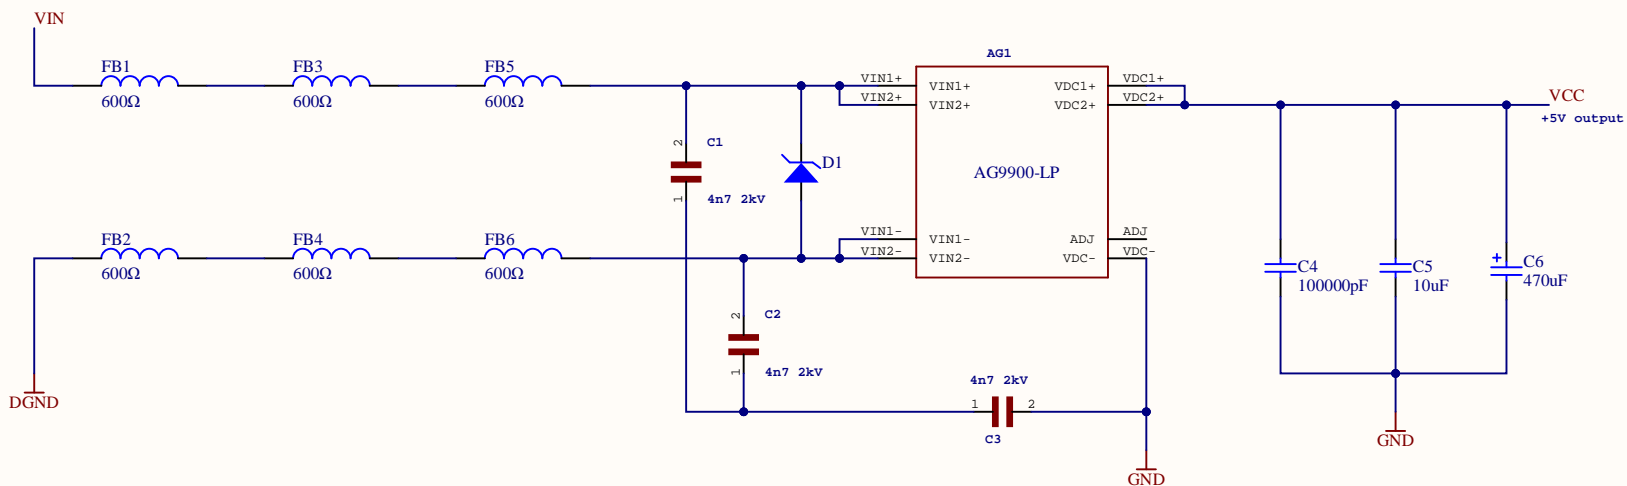 VIN
FB1
600Ω
FB3
600Ω
FB5
600Ω
FB2
600Ω
FB4
600Ω
FB6
600Ω
DGND
2
C1
1
4n7 2kV
D1
2
C2
1
4n7 2kV
4n7 2kV
1
2
C3
AG1
VIN1+
VIN2+
VIN1+
VIN2+
VDC1+
VDC2+
VDC1+
VDC2+
AG9900-LP
VIN1-
VIN2-
VIN1-
VIN2-
ADJ
VDC-
ADJ
VDC-
GND
VCC
+5V output
C4
100000pF
C5
10uF
+
C6
470uF
GND